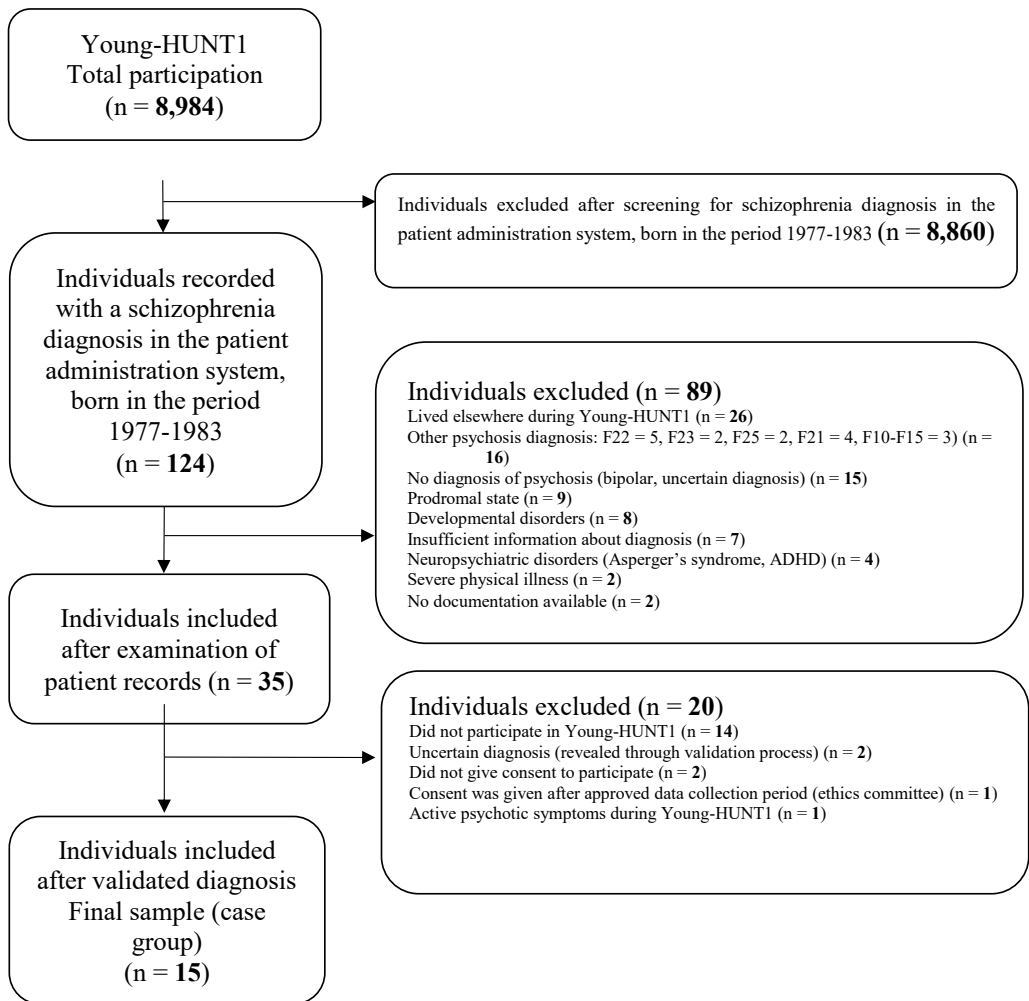 Young-HUNT1
Total participation
(n = 8,984)
Individuals excluded after screening for schizophrenia diagnosis in the
patient administration system, born in the period 1977-1983 (n = 8,860)
Individuals recorded
with a schizophrenia
diagnosis in the patient
administration system,
born in the period
1977-1983
(n = 124)
Individuals excluded (n = 89)
Lived elsewhere during Young-HUNT1 (n = 26)
Other psychosis diagnosis: F22 = 5, F23 = 2, F25 = 2, F21 = 4, F10-F15 = 3) (n =
16)
No diagnosis of psychosis (bipolar, uncertain diagnosis) (n = 15)
Prodromal state (n = 9)
Developmental disorders (n = 8)
Insufficient information about diagnosis (n = 7)
Neuropsychiatric disorders (Asperger's syndrome, ADHD) (n = 4)
Severe physical illness (n = 2)
No documentation available (n = 2)
Individuals included
after examination of
patient records (n = 35)
Individuals excluded (n = 20)
Did not participate in Young-HUNT1 (n = 14)
Uncertain diagnosis (revealed through validation process) (n = 2)
Did not give consent to participate (n = 2)
Consent was given after approved data collection period (ethics committee) (n = 1)
Active psychotic symptoms during Young-HUNT1 (n = 1)
Individuals included
after validated diagnosis
Final sample (case
group)
(n = 15)